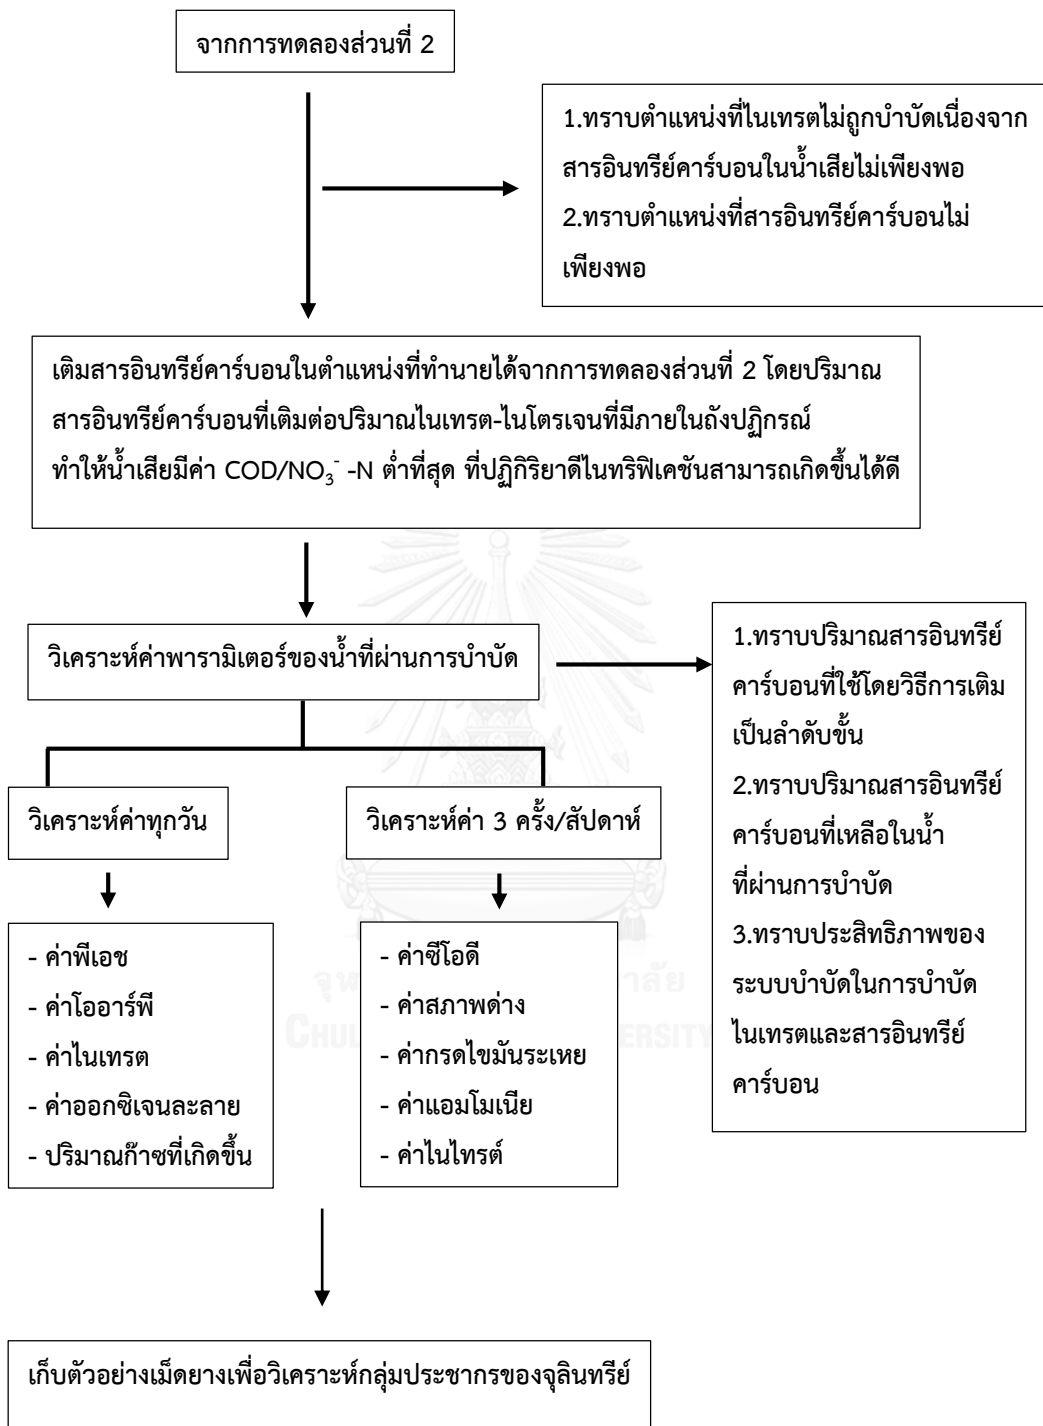 จากการทดลองส่วนที่ 2
1.ทราบตำแหน่งที่ไนเทรตไม่ถูกบำบัดเนื่องจาก
สารอินทรีย์คาร์บอนในน้ำเสียไม่เพียงพอ
2.ทราบตำแหน่งที่สารอินทรีย์คาร์บอนไม่
เพียงพอ
เติมสารอินทรีย์คาร์บอนในตำแหน่งที่ทำนายได้จากการทดลองส่วนที่ 2 โดยปริมาณ
สารอินทรีย์คาร์บอนที่เติมต่อปริมาณไนเทรต-ไนโตรเจนที่มีภายในถังปฏิกรณ์
ทำให้น้ำเสียมีค่า COD/NO₃⁻ -N ต่ำที่สุด ที่ปฏิกิริยาดีไนทริฟิเคชันสามารถเกิดขึ้นได้ดี
วิเคราะห์ค่าพารามิเตอร์ของน้ำที่ผ่านการบำบัด
1.ทราบปริมาณสารอินทรีย์
คาร์บอนที่ใช้โดยวิธีการเติม
เป็นลำดับขั้น
2.ทราบปริมาณสารอินทรีย์
คาร์บอนที่เหลือในน้ำ
ที่ผ่านการบำบัด
3.ทราบประสิทธิภาพของ
ระบบบำบัดในการบำบัด
ไนเทรตและสารอินทรีย์
คาร์บอน
วิเคราะห์ค่าทุกวัน
วิเคราะห์ค่า 3 ครั้ง/สัปดาห์
- ค่าพีเอช
- ค่าโออาร์พี
- ค่าไนเทรต
- ค่าออกซิเจนละลาย
- ปริมาณก๊าซที่เกิดขึ้น
- ค่าซีโอดี
- ค่าสภาพด่าง
- ค่ากรดไขมันระเหย
- ค่าแอมโมเนีย
- ค่าไนไทรต์
เก็บตัวอย่างเม็ดยางเพื่อวิเคราะห์กลุ่มประชากรของจุลินทรีย์